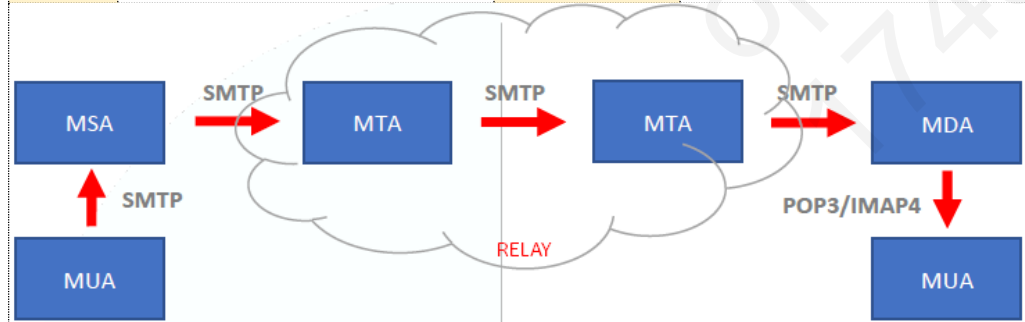 SMTP SMTP SMTP
MSA MTA MTA MDA
SMTP POP3/IMAP4
RELAY
MUA MUA